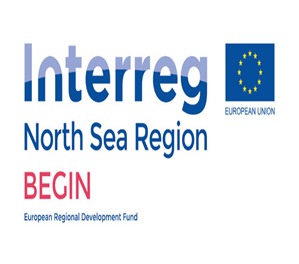 Interreg
EUROPEAN UNION
North Sea Region
BEGIN
European Regional Development Fund